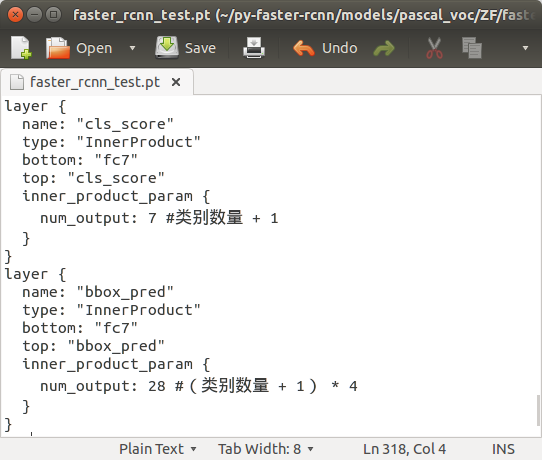 faster_rcnn_test.pt (~/py-faster-rcnn/models/pascal_voc/ZF/faste
Open Save Undo
faster_rcnn_test.pt ×
layer {
  name: "cls_score"
  type: "InnerProduct"
  bottom: "fc7"
  top: "cls_score"
  inner_product_param {
    num_output: 7 #类别数量 + 1
  }
}
layer {
  name: "bbox_pred"
  type: "InnerProduct"
  bottom: "fc7"
  top: "bbox_pred"
  inner_product_param {
    num_output: 28 #（类别数量 + 1） * 4
  }
}
Plain Text Tab Width: 8 Ln 318, Col 4 INS